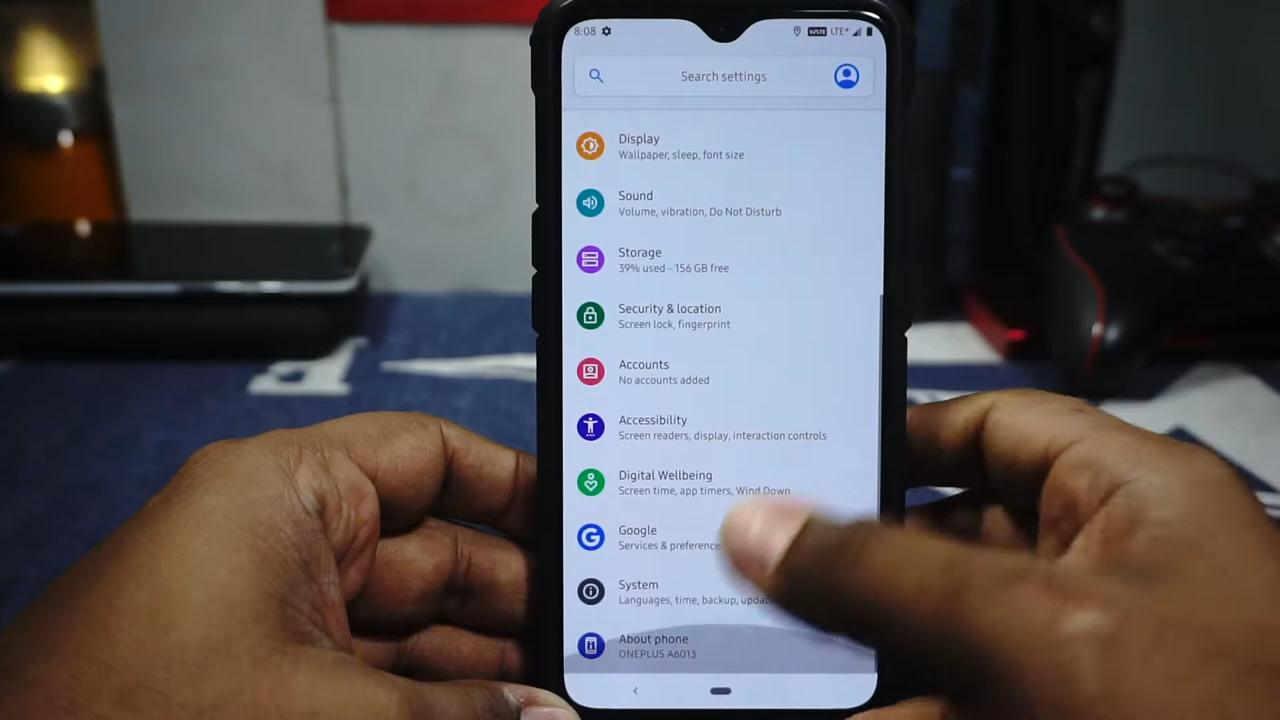 8:08
VoLTE LTE+
Search settings
Display
Wallpaper, sleep, font size
Sound
Volume, vibration, Do Not Disturb
Storage
39% used - 156 GB free
Security & location
Screen lock, fingerprint
Accounts
No accounts added
Accessibility
Screen readers, display, interaction controls
Digital Wellbeing
Screen time, app timers, Wind Down
Google
Services & preference
System
Languages, time, backup,
About phone
ONEPLUS A6013